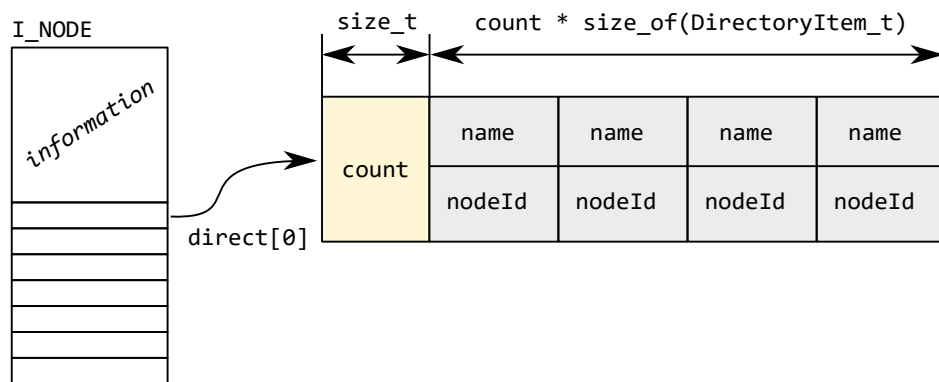 I_NODE
size_t
count * size_of(DirectoryItem_t)
information
direct[0]
count
name name name name
nodeId nodeId nodeId nodeId